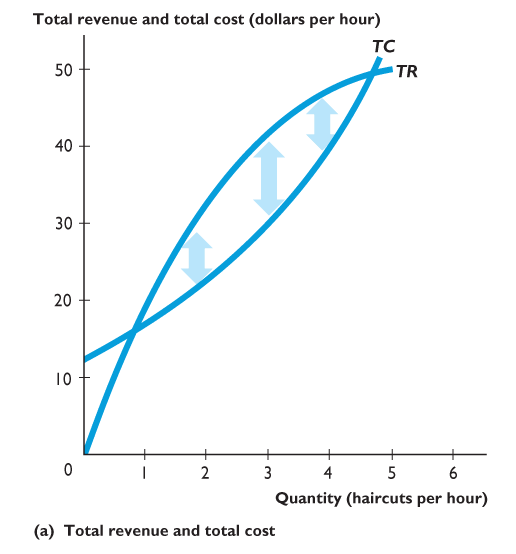 Total revenue and total cost (dollars per hour)
TC
50
TR
40
30
20
10
0
1
2
3
4
5
6
Quantity (haircuts per hour)
(a) Total revenue and total cost